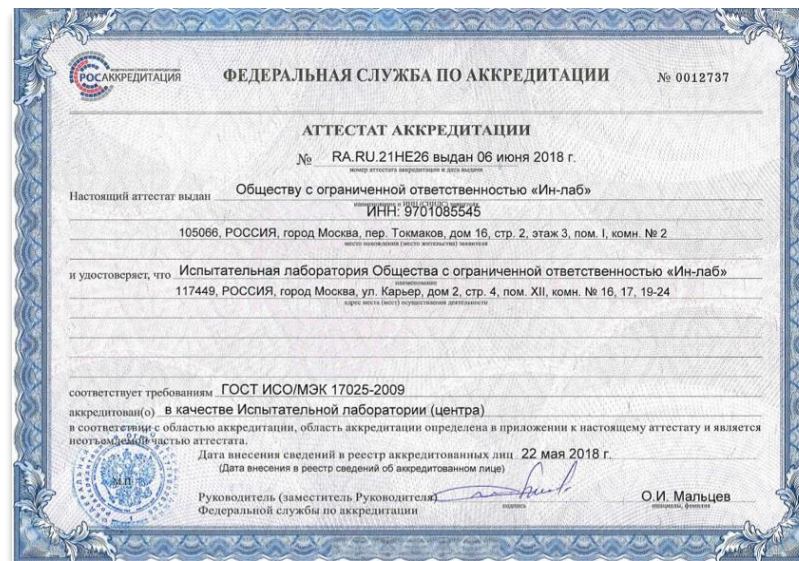 РОСАККРЕДИТАЦИЯ
ФЕДЕРАЛЬНАЯ СЛУЖБА ПО АККРЕДИТАЦИИ
№ 0012737
АТТЕСТАТ АККРЕДИТАЦИИ
№ RA.RU.21НЕ26 выдан 06 июня 2018 г.
номер аттестата аккредитации и дата выдачи
Настоящий аттестат выдан Обществу с ограниченной ответственностью «Ин-лаб»
ИНН: 9701085545
105066, РОССИЯ, город Москва, пер. Токмаков, дом 16, стр. 2, этаж 3, пом. I, комн. № 2
место нахождения (место жительства) заявителя
и удостоверяет, что Испытательная лаборатория Общества с ограниченной ответственностью «Ин-лаб»
наименование
117449, РОССИЯ, город Москва, ул. Карьер, дом 2, стр. 4, пом. XII, комн. № 16, 17, 19-24
адрес места (мест) осуществления деятельности
соответствует требованиям ГОСТ ИСО/МЭК 17025-2009
аккредитован(о) в качестве Испытательной лаборатории (центра)
в соответствии с областью аккредитации, область аккредитации определена в приложении к настоящему аттестату и является
неотъемлемой частью аттестата.
Дата внесения сведений в реестр аккредитованных лиц 22 мая 2018 г.
(Дата внесения в реестр сведений об аккредитованном лице)
М.П.
Руководитель (заместитель Руководителя)
Федеральной службы по аккредитации
подпись
О.И. Мальцев
инициалы, фамилия